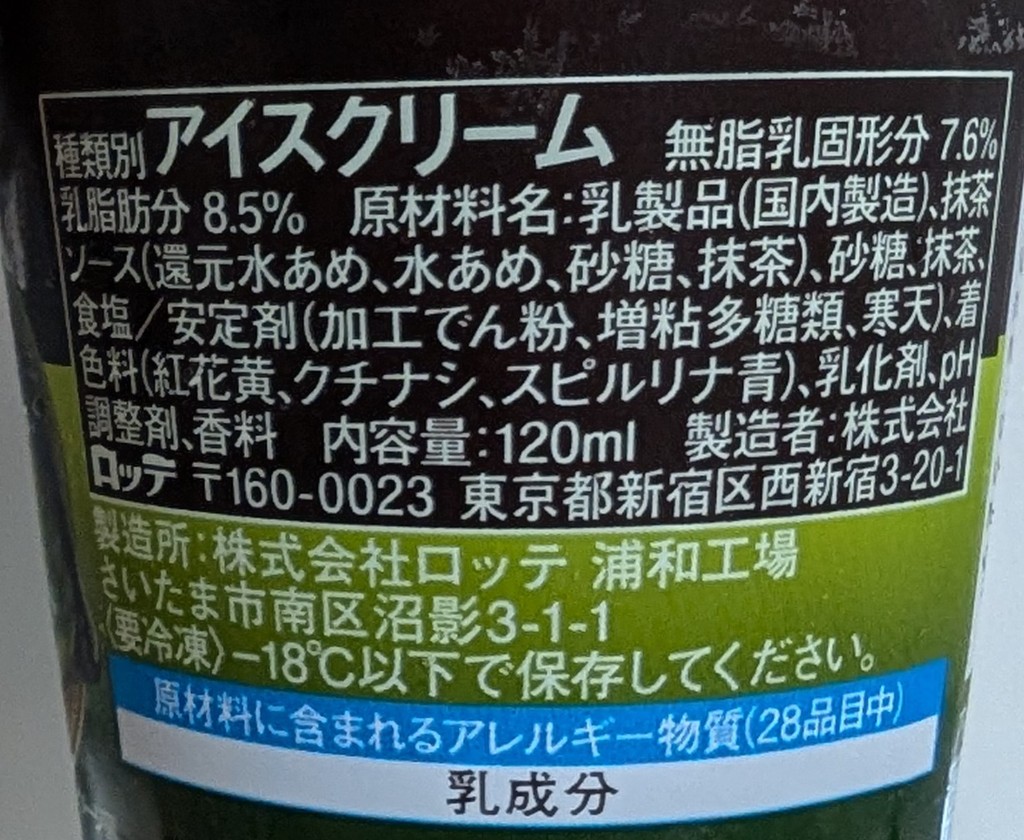 種類別 アイスクリーム 無脂乳固形分 7.6%
乳脂肪分 8.5% 原材料名:乳製品(国内製造)、抹茶
ソース(還元水あめ、水あめ、砂糖、抹茶)、砂糖、抹茶、
食塩/安定剤(加工でん粉、増粘多糖類、寒天)、着
色料(紅花黄、クチナシ、スピルリナ青)、乳化剤、pH
調整剤、香料 内容量:120ml 製造者:株式会社
ロッテ 〒160-0023 東京都新宿区西新宿3-20-1
製造所:株式会社ロッテ 浦和工場
さいたま市南区沼影3-1-1
〈要冷凍〉-18℃以下で保存してください。
原材料に含まれるアレルギー物質(28品目中)
乳成分